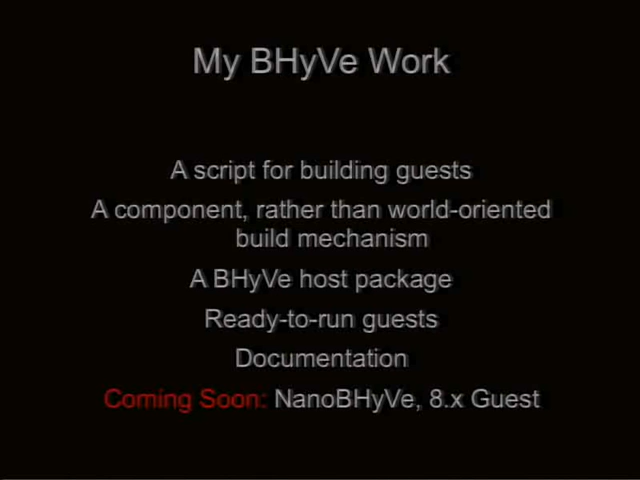 My BHyVe Work
A script for building guests
A component, rather than world-oriented
build mechanism
A BHyVe host package
Ready-to-run guests
Documentation
Coming Soon: NanoBHyVe, 8.x Guest